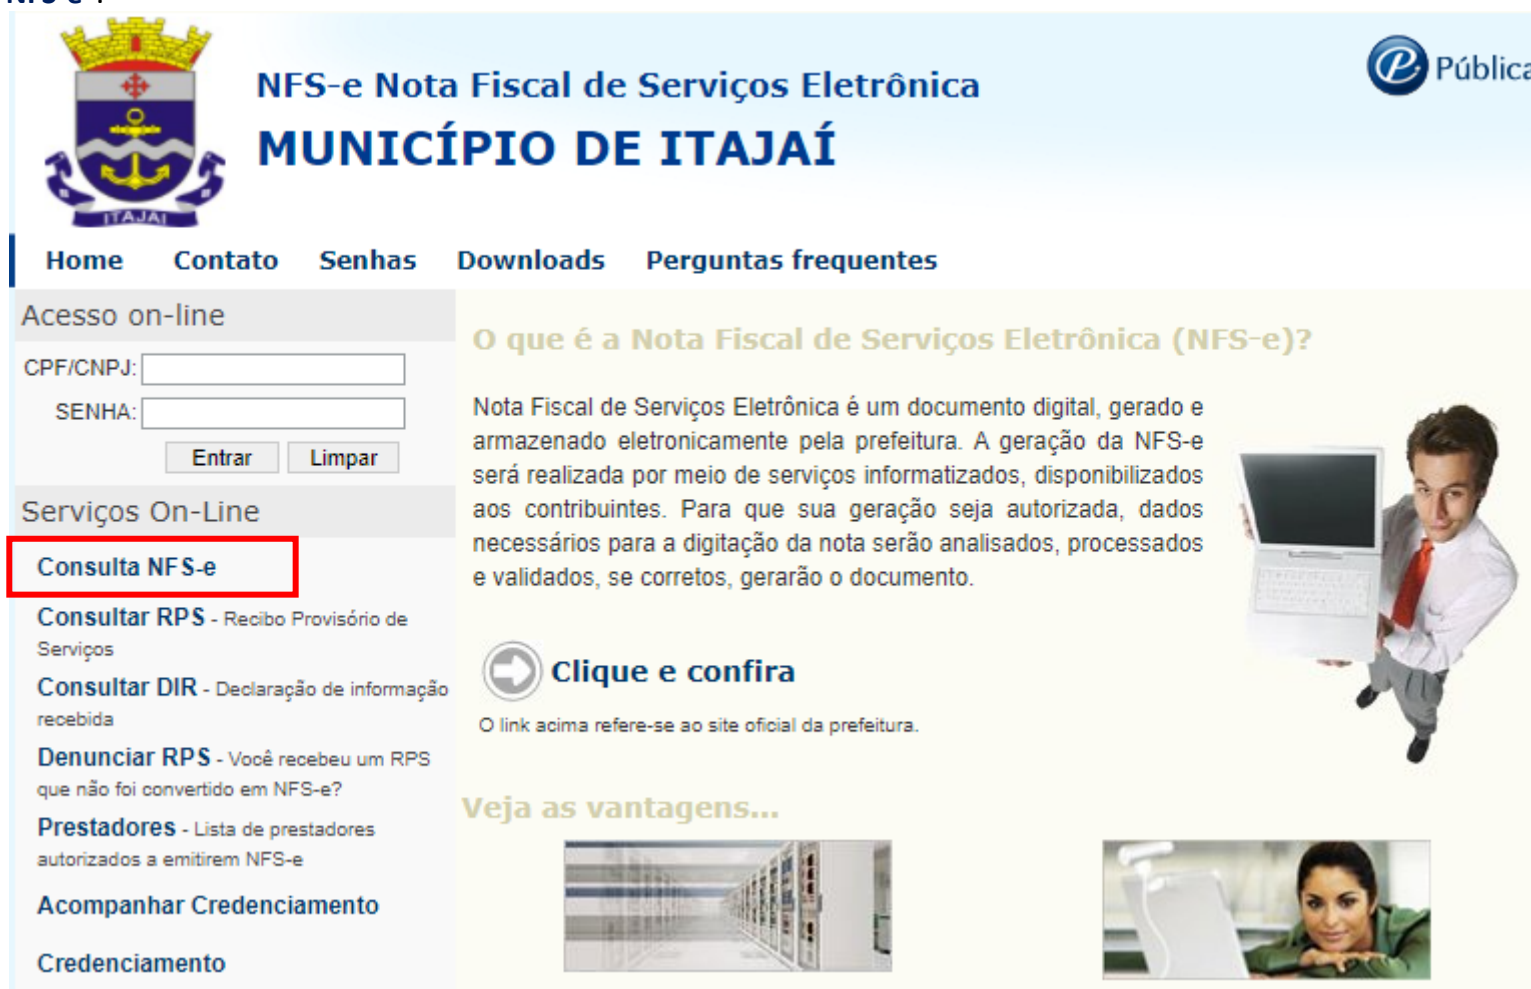 NFS-e Nota Fiscal de Serviços Eletrônica
Pública
MUNICÍPIO DE ITAJAÍ
ITAJAI
Home Contato Senhas Downloads Perguntas frequentes
Acesso on-line
CPF/CNPJ:
SENHA:
Entrar Limpar
Serviços On-Line
Consulta NFS-e
Consultar RPS - Recibo Provisório de
Serviços
Consultar DIR - Declaração de informação
recebida
Denunciar RPS - Você recebeu um RPS
que não foi convertido em NFS-e?
Prestadores - Lista de prestadores
autorizados a emitirem NFS-e
Acompanhar Credenciamento
Credenciamento
O que é a Nota Fiscal de Serviços Eletrônica (NFS-e)?
Nota Fiscal de Serviços Eletrônica é um documento digital, gerado e
armazenado eletronicamente pela prefeitura. A geração da NFS-e
será realizada por meio de serviços informatizados, disponibilizados
aos contribuintes. Para que sua geração seja autorizada, dados
necessários para a digitação da nota serão analisados, processados
e validados, se corretos, gerarão o documento.
Clique e confira
O link acima refere-se ao site oficial da prefeitura.
Veja as vantagens...